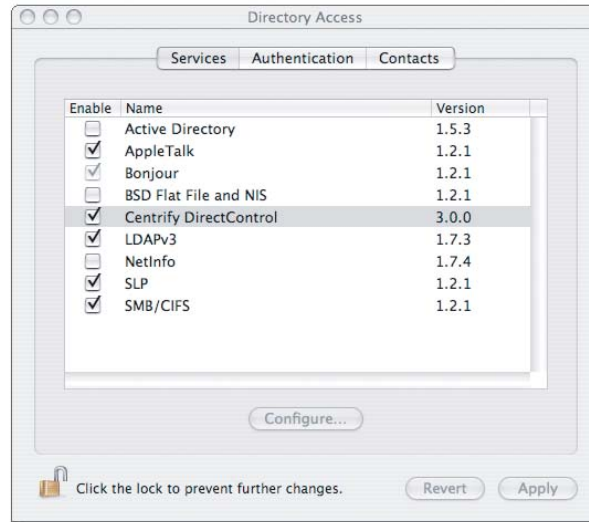 Directory Access
Services Authentication Contacts
Enable Name Version
Active Directory 1.5.3
AppleTalk 1.2.1
Bonjour 1.2.1
BSD Flat File and NIS 1.2.1
Centrify DirectControl 3.0.0
LDAPv3 1.7.3
NetInfo 1.7.4
SLP 1.2.1
SMB/CIFS 1.2.1
Configure...
Click the lock to prevent further changes. Revert Apply